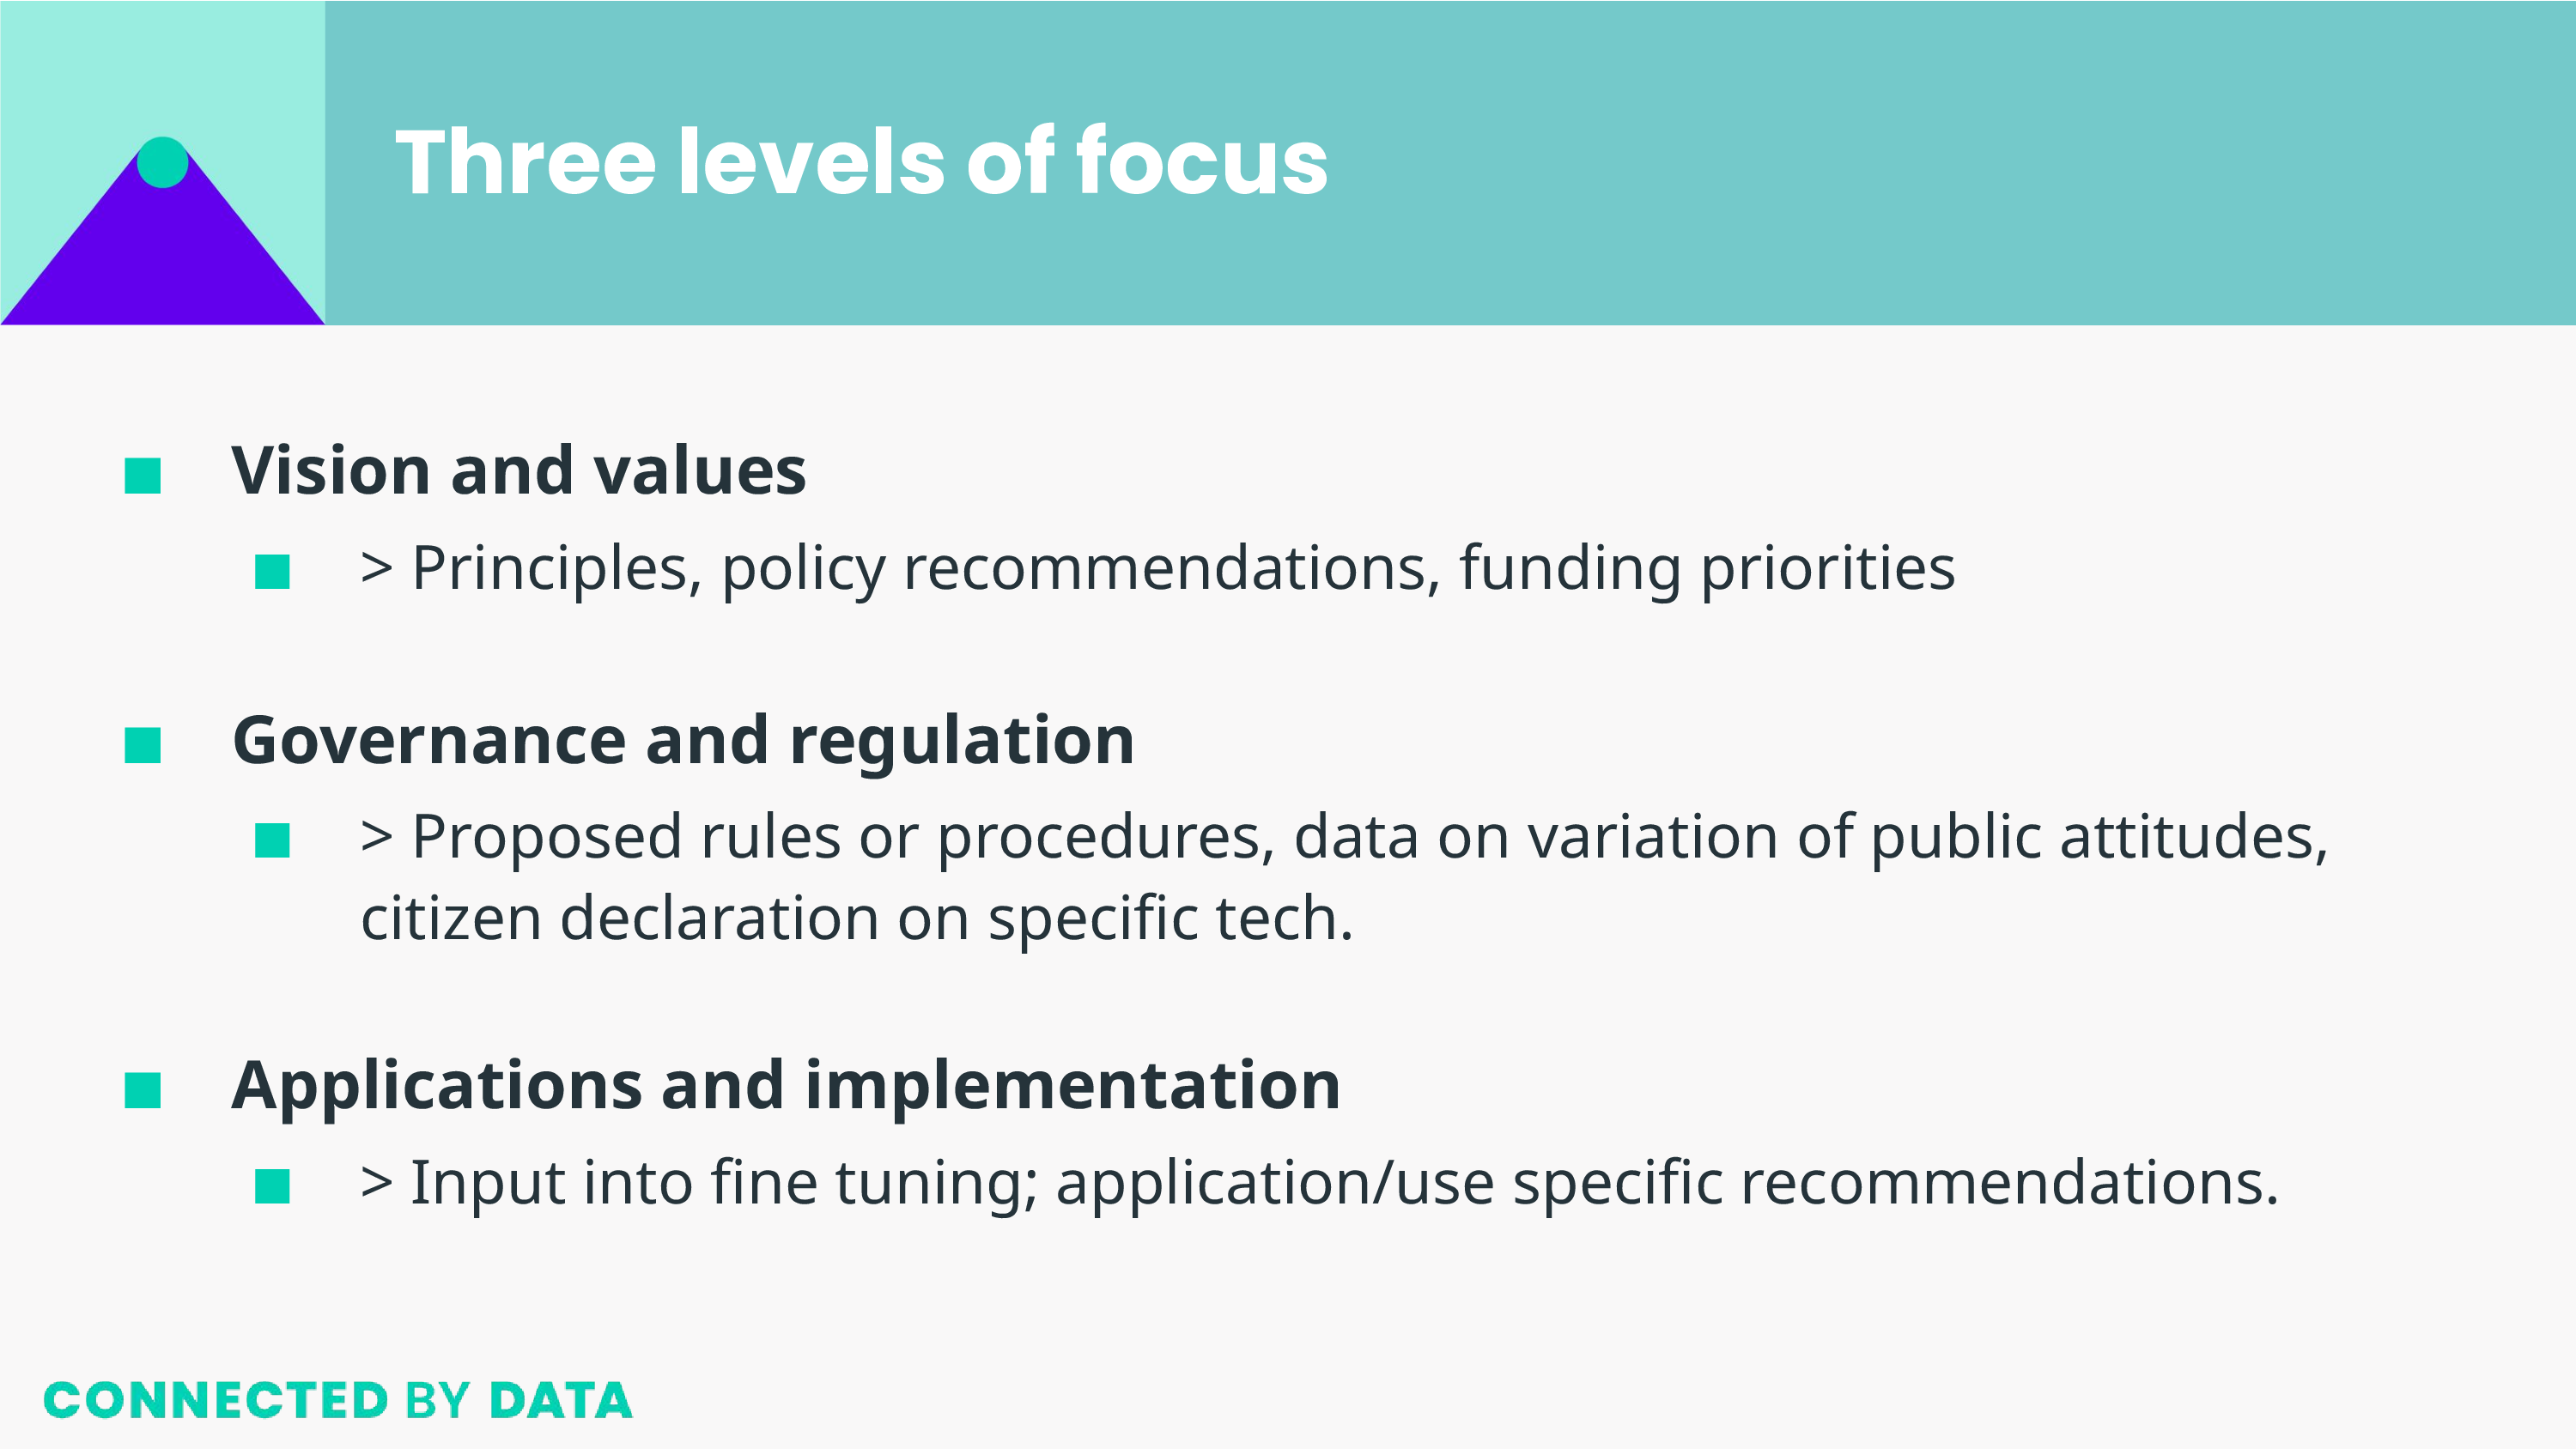 Three levels of focus
Vision and values
> Principles, policy recommendations, funding priorities
Governance and regulation
> Proposed rules or procedures, data on variation of public attitudes,
citizen declaration on specific tech.
Applications and implementation
> Input into fine tuning; application/use specific recommendations.
CONNECTED BY DATA